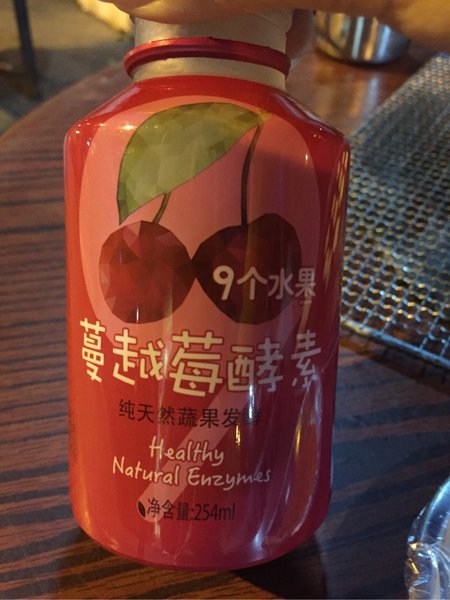 9个水果
蔓越莓酵素
纯天然蔬果发酵
Healthy
Natural Enzymes
净含量:254ml